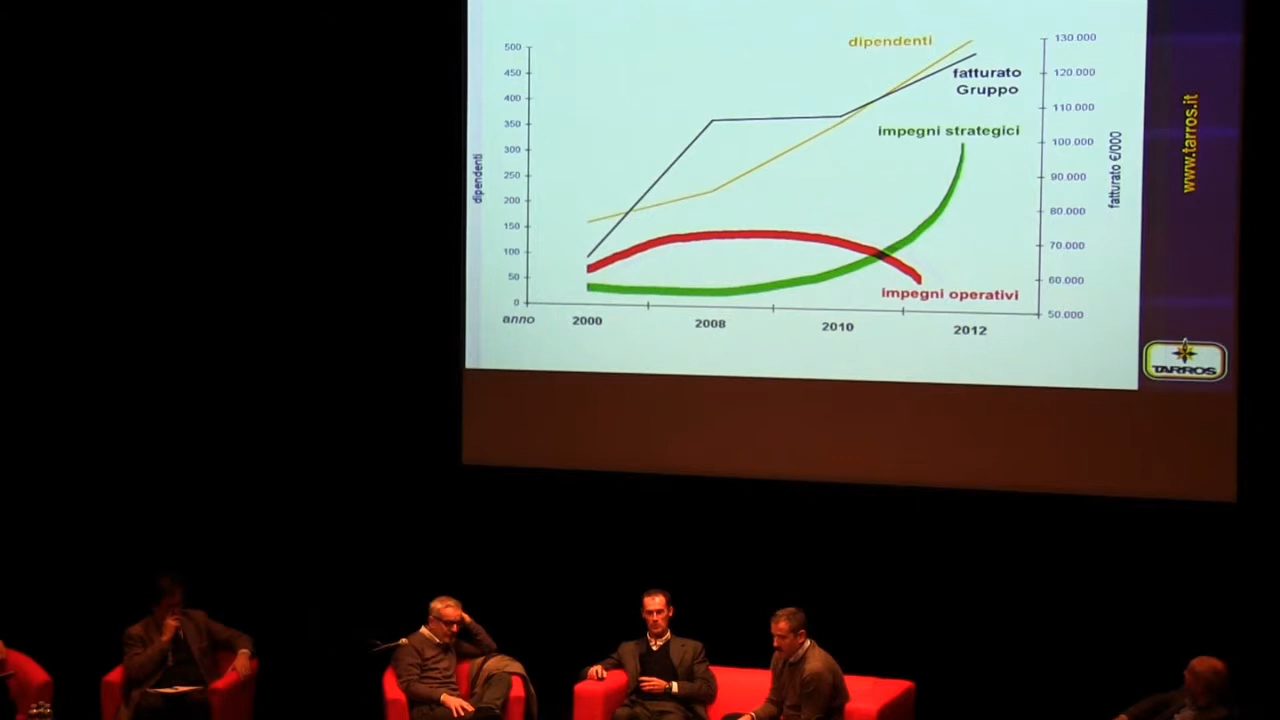 dipendenti
fatturato
Gruppo
impegni strategici
impegni operativi
500
450
400
350
300
250
200
150
100
50
0
dipendenti
130.000
120.000
110.000
100.000
90.000
80.000
70.000
60.000
50.000
fatturato €/000
anno 2000 2008 2010 2012
www.tarros.it
TARROS